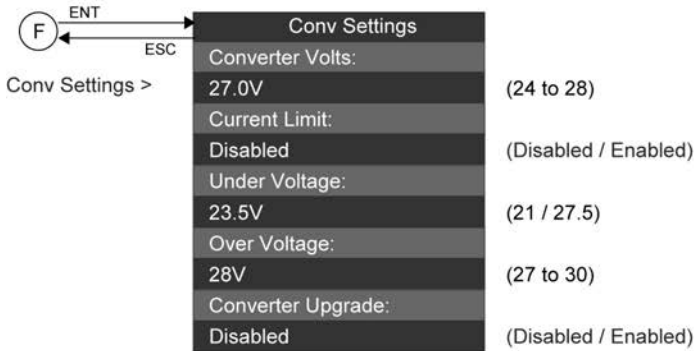 ENT
F
ESC
Conv Settings >
Conv Settings
Converter Volts:
27.0V (24 to 28)
Current Limit:
Disabled (Disabled / Enabled)
Under Voltage:
23.5V (21 / 27.5)
Over Voltage:
28V (27 to 30)
Converter Upgrade:
Disabled (Disabled / Enabled)